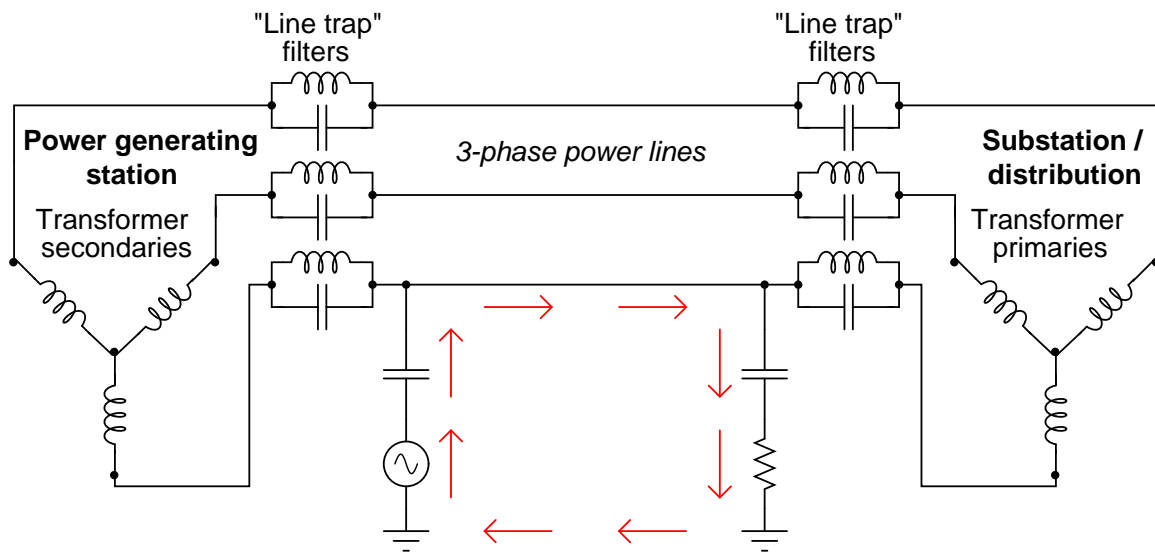 "Line trap"
filters
"Line trap"
filters
Power generating
station
3-phase power lines
Substation /
distribution
Transformer
secondaries
Transformer
primaries